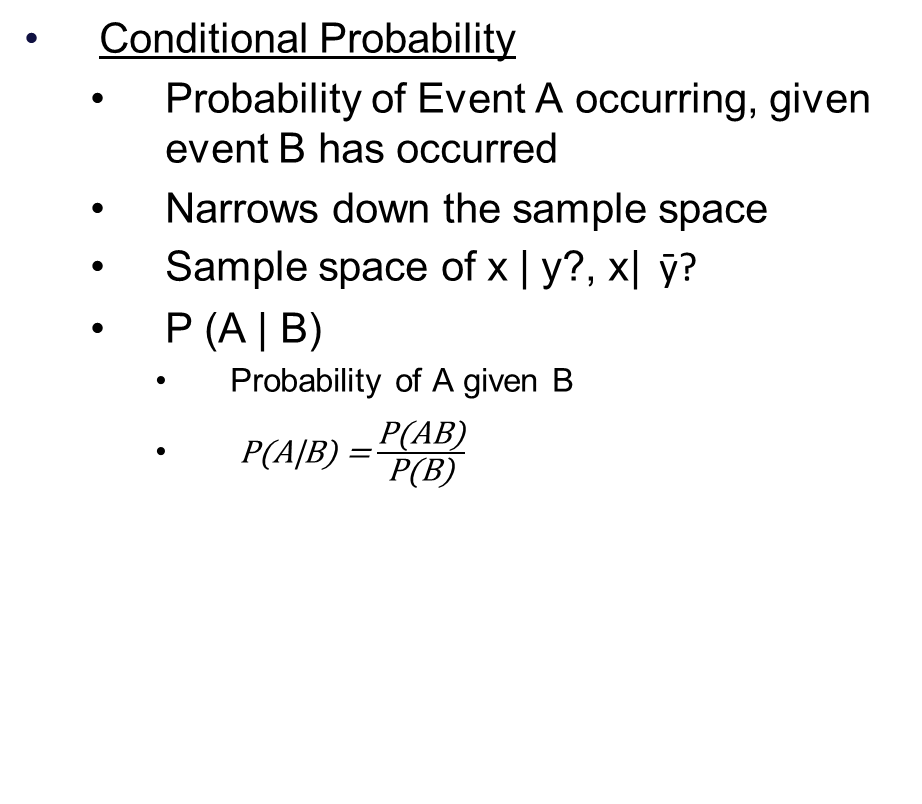 • Conditional Probability
• Probability of Event A occurring, given
event B has occurred
• Narrows down the sample space
• Sample space of x | y?, x| ȳ?
• P (A | B)
• Probability of A given B
• P(A/B) = P(AB)/P(B)